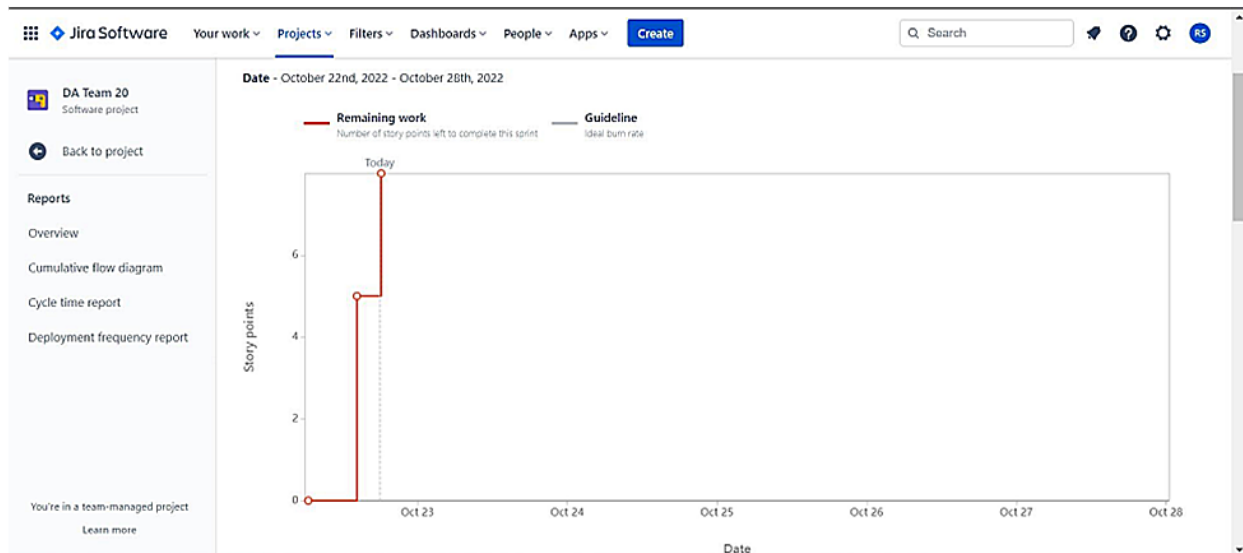 Jira Software Your work Projects Filters Dashboards People Apps Create Search RS
DA Team 20
Software project
Back to project
Reports
Overview
Cumulative flow diagram
Cycle time report
Deployment frequency report
You're in a team-managed project
Learn more
Date - October 22nd, 2022 - October 28th, 2022
Remaining work
Number of story points left to complete this sprint
Guideline
Ideal burn rate
Today
Story points
6
4
2
0
Oct 23 Oct 24 Oct 25 Oct 26 Oct 27 Oct 28
Date